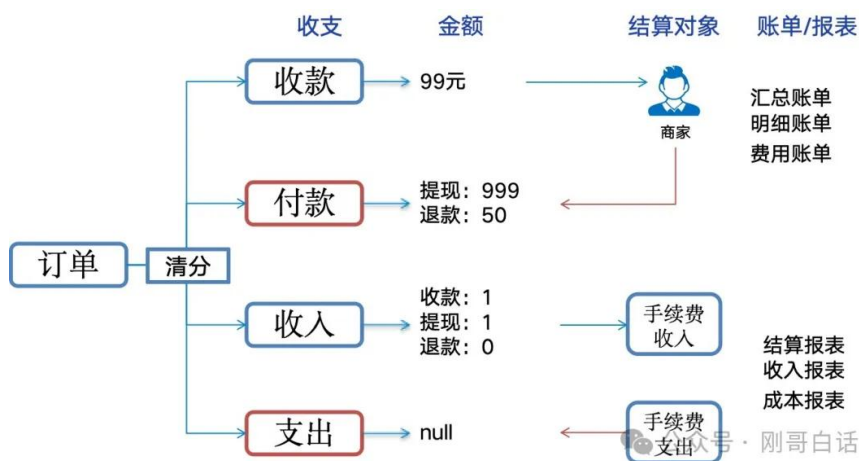 收支 金额 结算对象 账单/报表
收款 99元
商家
汇总账单
明细账单
费用账单
付款
提现：999
退款：50
订单 清分
收入
收款：1
提现：1
退款：0
手续费
收入
结算报表
收入报表
成本报表
支出 null
手续费
支出
公众号 · 刚哥白话